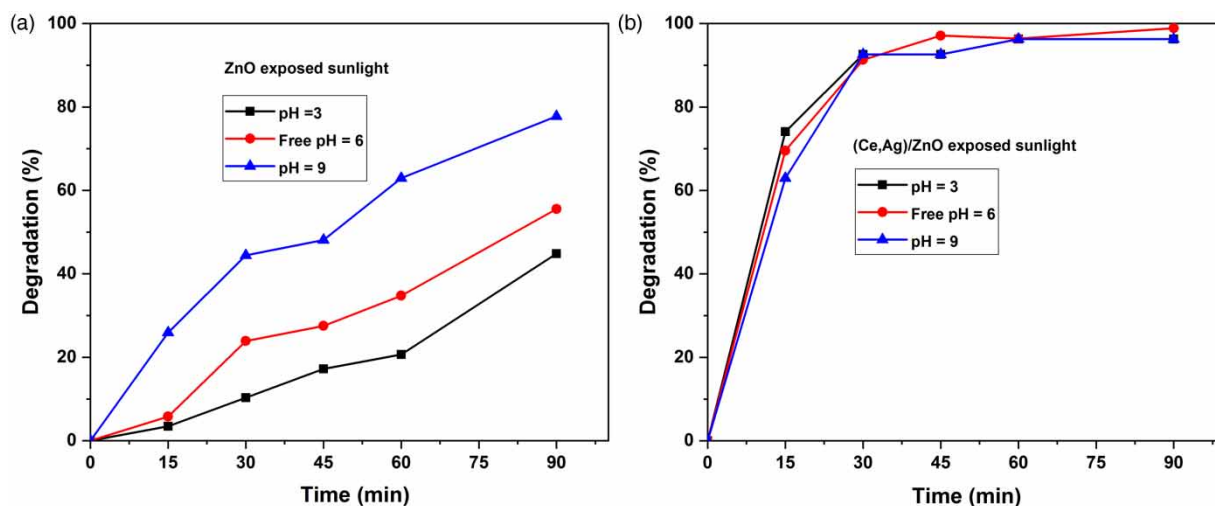 (a)
100
80
60
40
20
0
Degradation (%)
ZnO exposed sunlight
pH =3
Free pH = 6
pH = 9
0 15 30 45 60 90
Time (min)
(b)
100
80
60
40
20
0
Degradation (%)
(Ce,Ag)/ZnO exposed sunlight
pH = 3
Free pH = 6
pH = 9
0 15 30 45 60 90
Time (min)